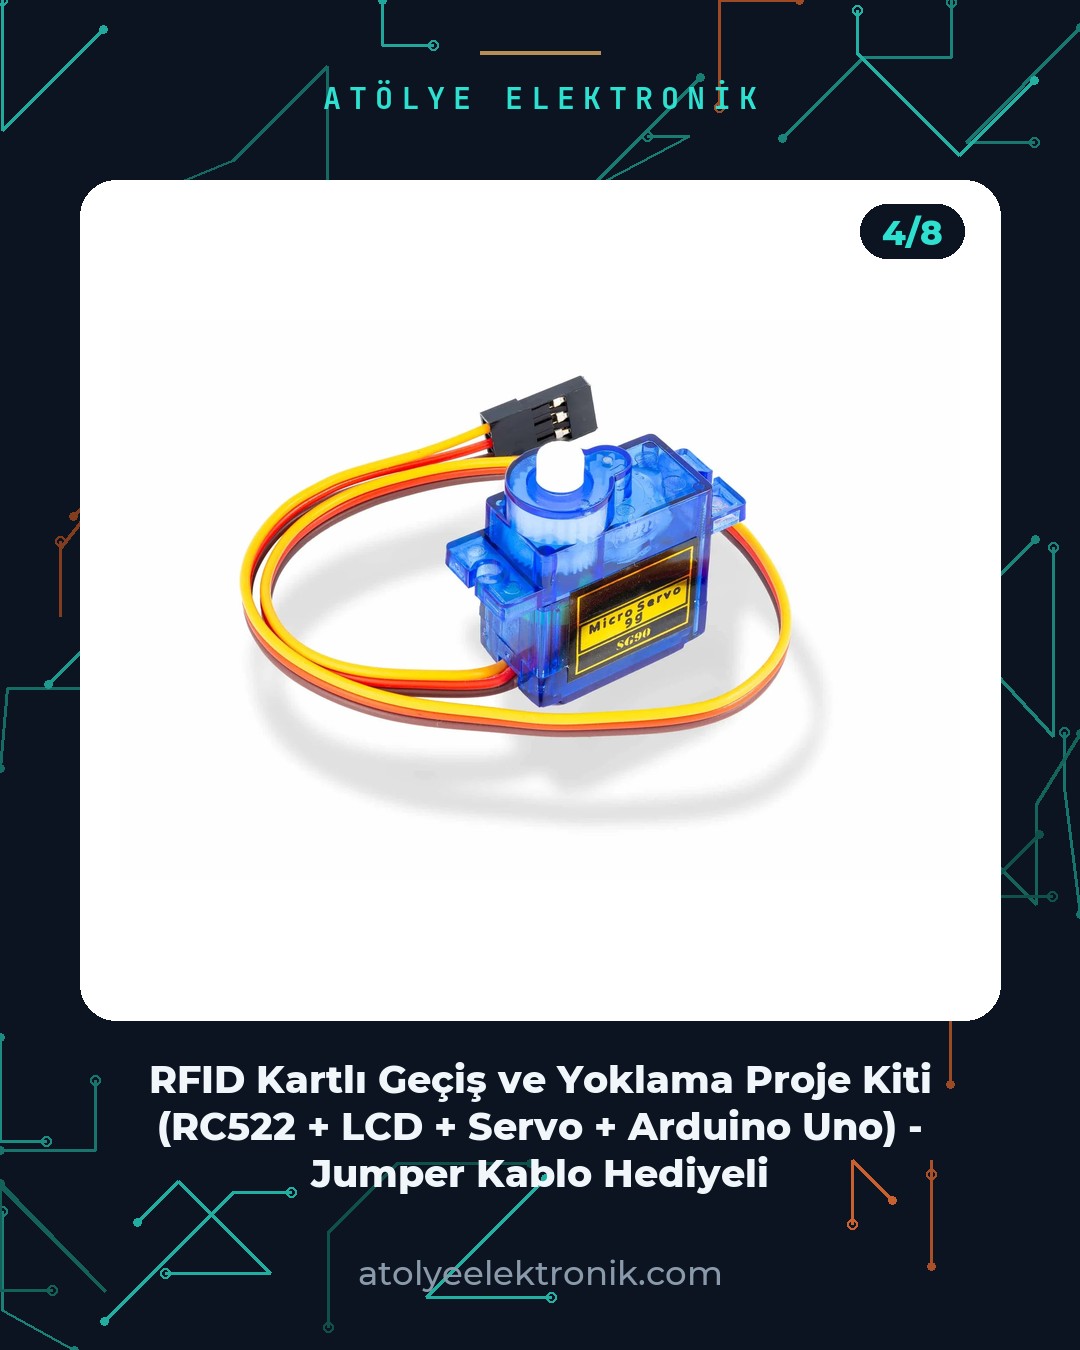 ATÖLYE ELEKTRONİK
4/8
Micro Servo
9g
SG90
RFID Kartlı Geçiş ve Yoklama Proje Kiti
(RC522 + LCD + Servo + Arduino Uno) -
Jumper Kablo Hediyeli
atolyeelektronik.com